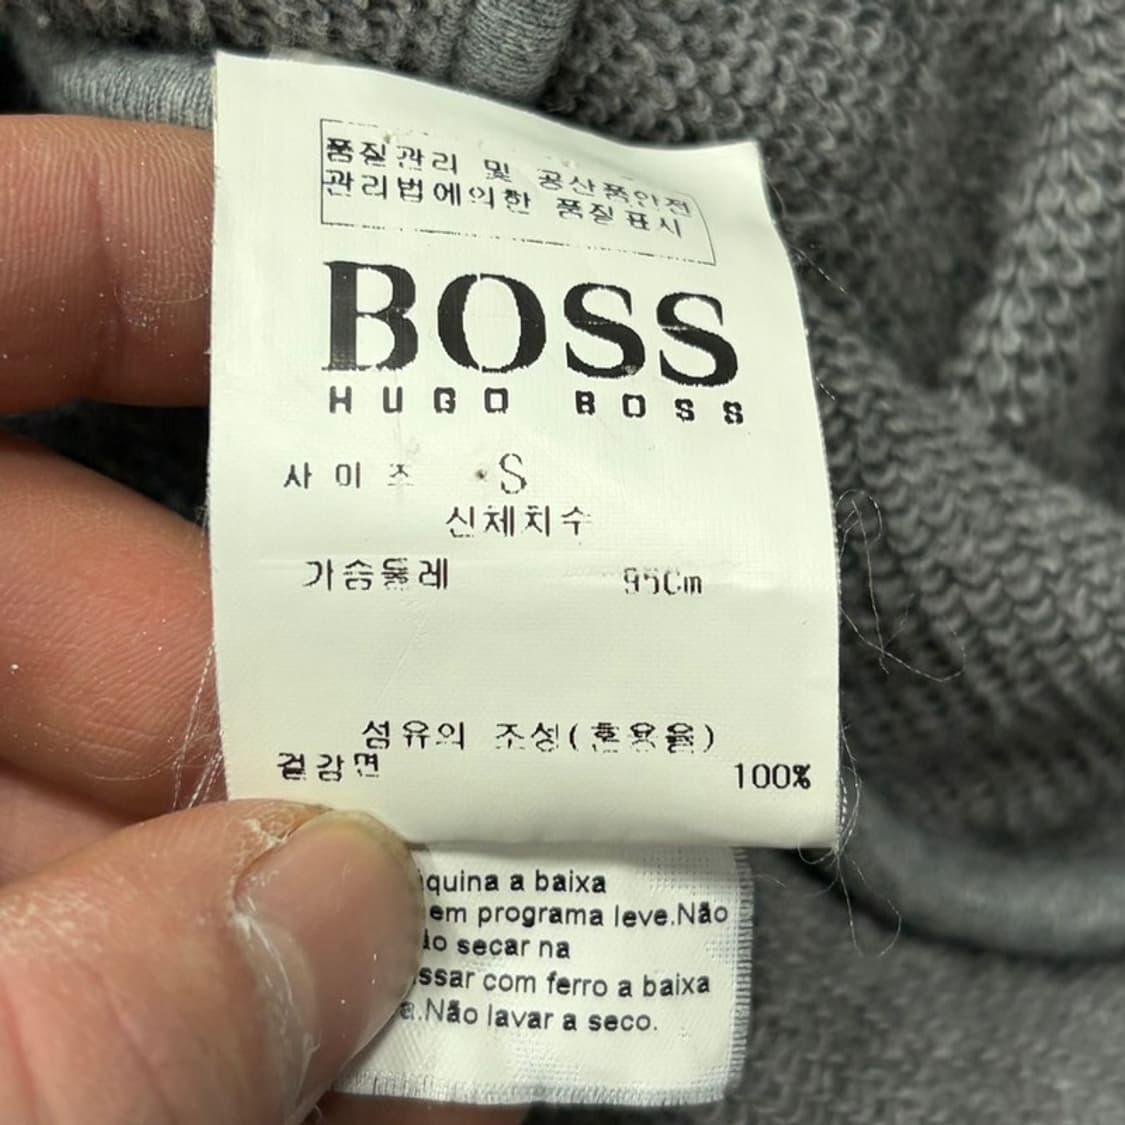 품질관리 및 공산품안전
관리법에의한 품질표시
BOSS
HUGO BOSS
사이즈 S
신체치수
가슴둘레 95Cm
섬유의 조성(혼용율)
겉감면 100%
quina a baixa
em programa leve.Não
secar na
ssar com ferro a baixa
.Não lavar a seco.